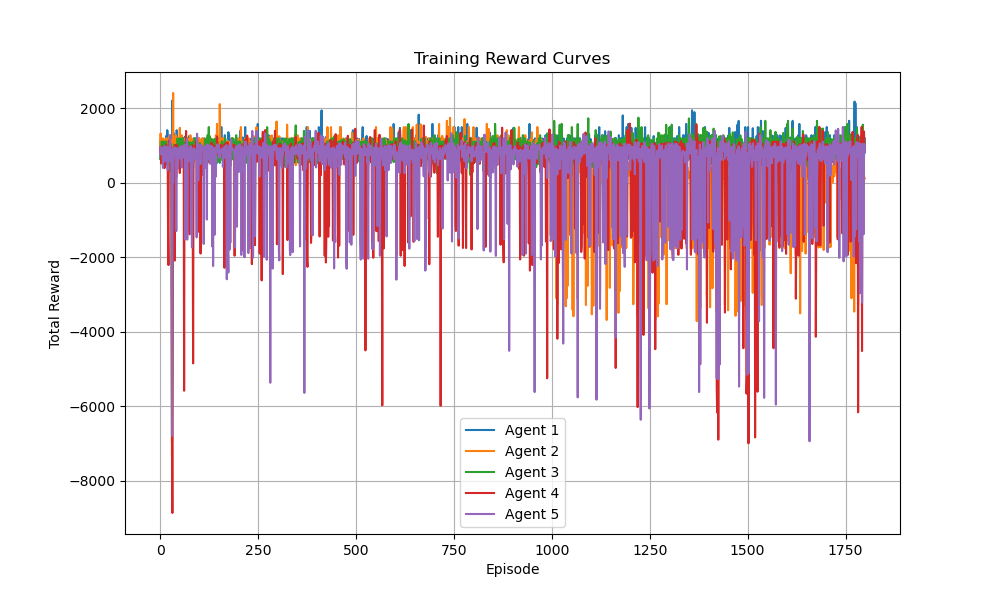 Training Reward Curves
Total Reward
2000
0
−2000
−4000
−6000
−8000
Agent 1
Agent 2
Agent 3
Agent 4
Agent 5
0 250 500 750 1000 1250 1500 1750
Episode